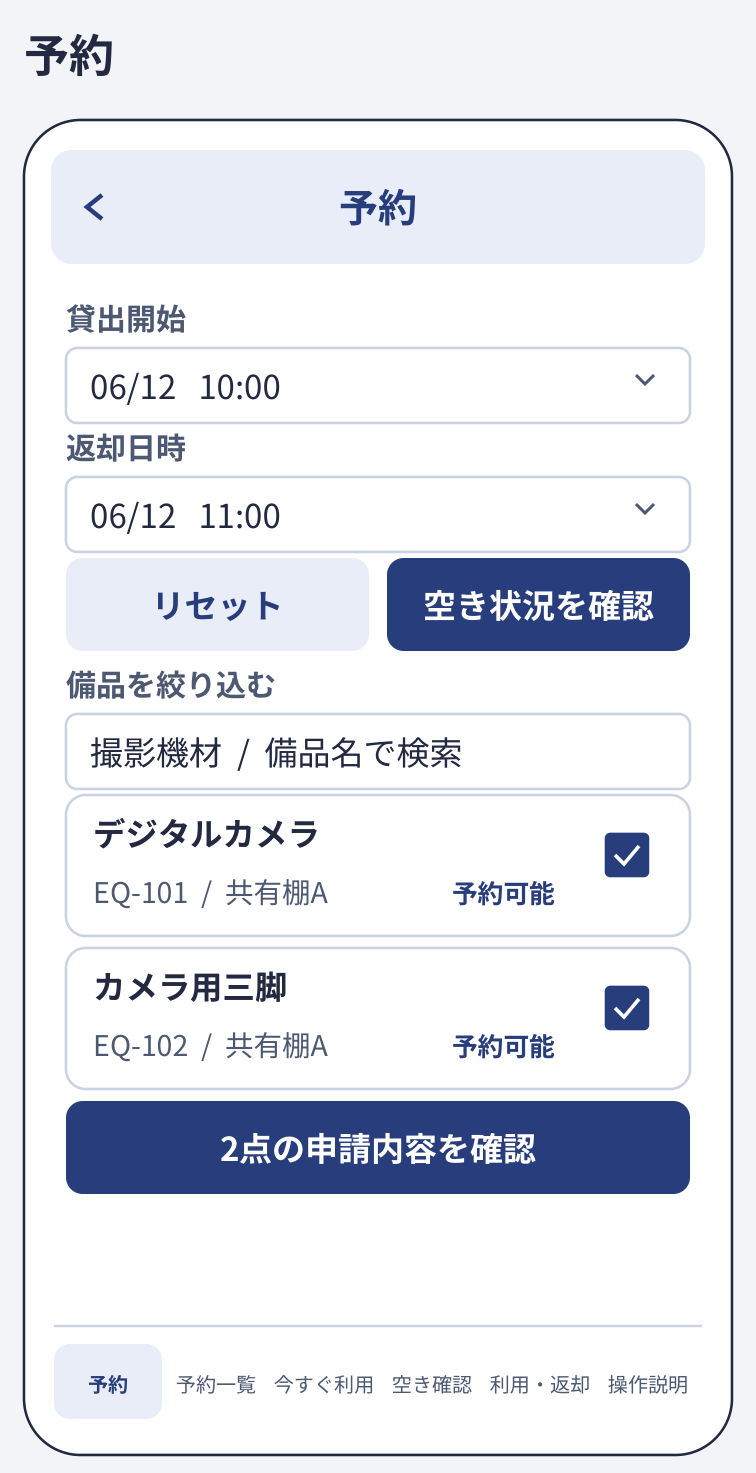 予約
予約
貸出開始
06/12 10:00
返却日時
06/12 11:00
リセット 空き状況を確認
備品を絞り込む
撮影機材 / 備品名で検索
デジタルカメラ
EQ-101 / 共有棚A 予約可能
カメラ用三脚
EQ-102 / 共有棚A 予約可能
2点の申請内容を確認
予約 予約一覧 今すぐ利用 空き確認 利用・返却 操作説明